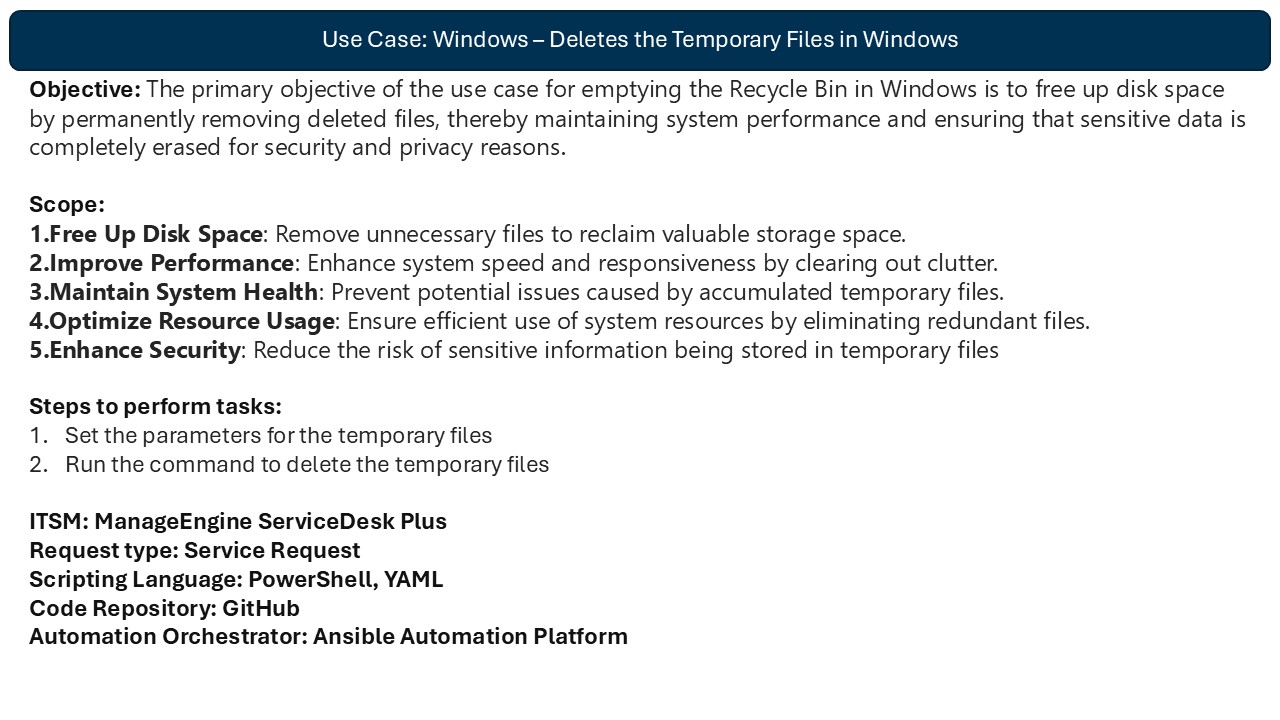 Use Case: Windows – Deletes the Temporary Files in Windows
Objective: The primary objective of the use case for emptying the Recycle Bin in Windows is to free up disk space
by permanently removing deleted files, thereby maintaining system performance and ensuring that sensitive data is
completely erased for security and privacy reasons.
Scope:
1.Free Up Disk Space: Remove unnecessary files to reclaim valuable storage space.
2.Improve Performance: Enhance system speed and responsiveness by clearing out clutter.
3.Maintain System Health: Prevent potential issues caused by accumulated temporary files.
4.Optimize Resource Usage: Ensure efficient use of system resources by eliminating redundant files.
5.Enhance Security: Reduce the risk of sensitive information being stored in temporary files
Steps to perform tasks:
1. Set the parameters for the temporary files
2. Run the command to delete the temporary files
ITSM: ManageEngine ServiceDesk Plus
Request type: Service Request
Scripting Language: PowerShell, YAML
Code Repository: GitHub
Automation Orchestrator: Ansible Automation Platform